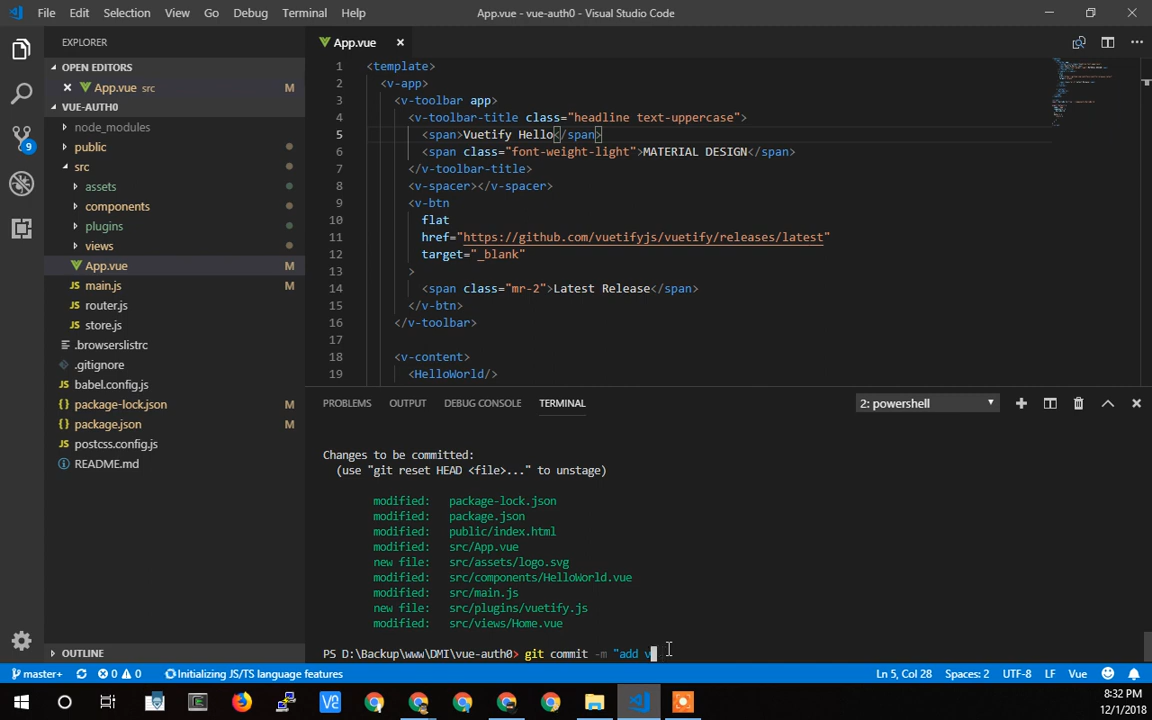 File Edit Selection View Go Debug Terminal Help
App.vue - vue-auth0 - Visual Studio Code
EXPLORER
OPEN EDITORS
App.vue src M
VUE-AUTH0
node_modules
public
src
assets
components
plugins
views
App.vue M
JS main.js M
JS router.js
JS store.js
.browserslistrc
.gitignore
JS babel.config.js
{} package-lock.json M
{} package.json M
JS postcss.config.js
README.md
OUTLINE
9
App.vue
1 <template>
2 <v-app>
3 <v-toolbar app>
4 <v-toolbar-title class="headline text-uppercase">
5 <span>Vuetify Hello</span>
6 <span class="font-weight-light">MATERIAL DESIGN</span>
7 </v-toolbar-title>
8 <v-spacer></v-spacer>
9 <v-btn
10 flat
11 href="https://github.com/vuetifyjs/vuetify/releases/latest"
12 target="_blank"
13 >
14 <span class="mr-2">Latest Release</span>
15 </v-btn>
16 </v-toolbar>
17
18 <v-content>
19 <HelloWorld/>
PROBLEMS OUTPUT DEBUG CONSOLE TERMINAL
2: powershell
Changes to be committed:
(use "git reset HEAD <file>..." to unstage)
modified: package-lock.json
modified: package.json
modified: public/index.html
modified: src/App.vue
new file: src/assets/logo.svg
modified: src/components/HelloWorld.vue
modified: src/main.js
new file: src/plugins/vuetify.js
modified: src/views/Home.vue
PS D:\Backup\www\DMI\vue-auth0> git commit -m "add v
master+ 0 0 Initializing JS/TS language features
Ln 5, Col 28 Spaces: 2 UTF-8 LF Vue
V2
8:32 PM
12/1/2018